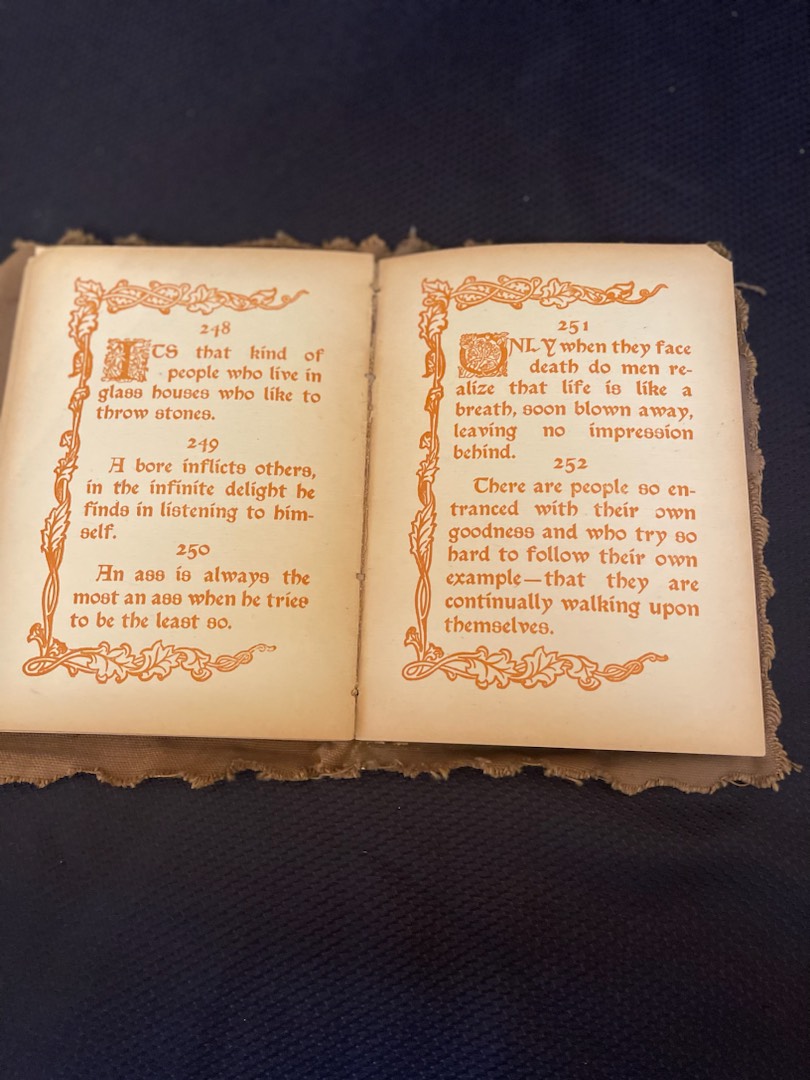 248
ITS that kind of
people who live in
glass houses who like to
throw stones.
249
A bore inflicts others,
in the infinite delight he
finds in listening to him-
self.
250
An ass is always the
most an ass when he tries
to be the least so.
251
ONLY when they face
death do men re-
alize that life is like a
breath, soon blown away,
leaving no impression
behind.
252
There are people so en-
tranced with their own
goodness and who try so
hard to follow their own
example—that they are
continually walking upon
themselves.